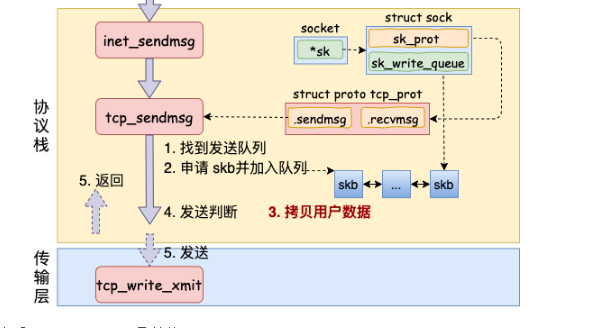 socket
struct sock
inet_sendmsg
*sk
sk_prot
sk_write_queue
协议栈
struct proto tcp_prot
tcp_sendmsg
.sendmsg
.recvmsg
1. 找到发送队列
2. 申请 skb并加入队列
skb
...
skb
5. 返回
4. 发送判断
3. 拷贝用户数据
5. 发送
传输层
tcp_write_xmit